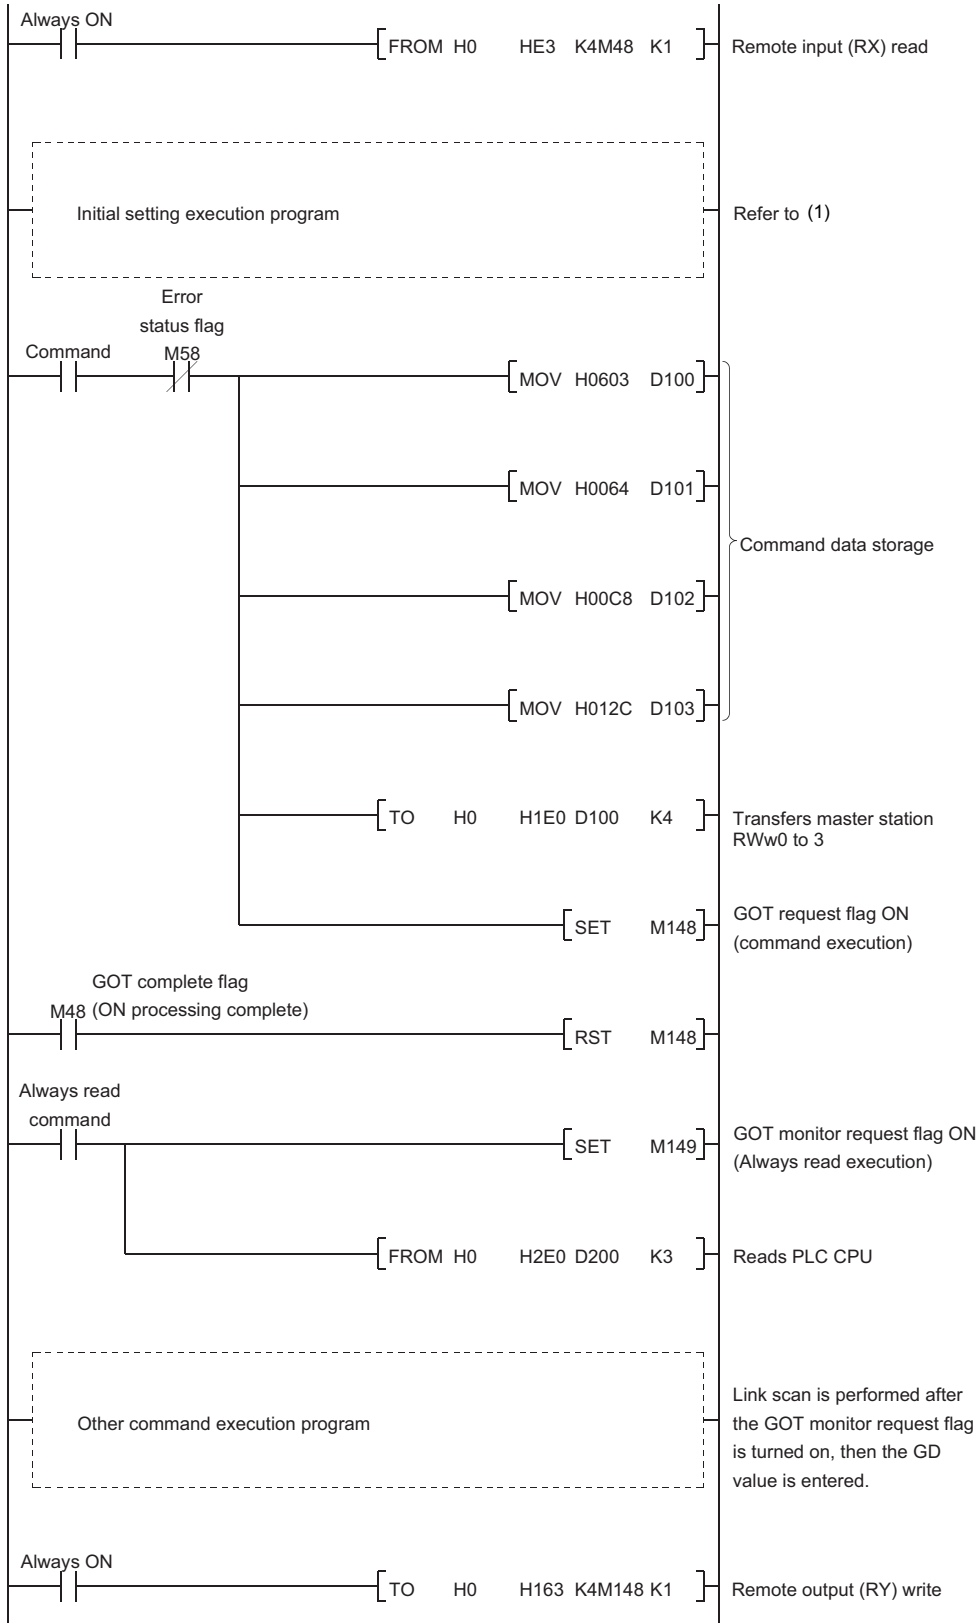 Always ON
FROM H0 HE3 K4M48 K1 Remote input (RX) read
Initial setting execution program Refer to (1)
Error
status flag
Command M58
MOV H0603 D100
MOV H0064 D101
Command data storage
MOV H00C8 D102
MOV H012C D103
TO H0 H1E0 D100 K4 Transfers master station
RWw0 to 3
SET M148 GOT request flag ON
(command execution)
GOT complete flag
M48 (ON processing complete)
RST M148
Always read
command
SET M149 GOT monitor request flag ON
(Always read execution)
FROM H0 H2E0 D200 K3 Reads PLC CPU
Other command execution program
Link scan is performed after
the GOT monitor request flag
is turned on, then the GD
value is entered.
Always ON
TO H0 H163 K4M148 K1 Remote output (RY) write